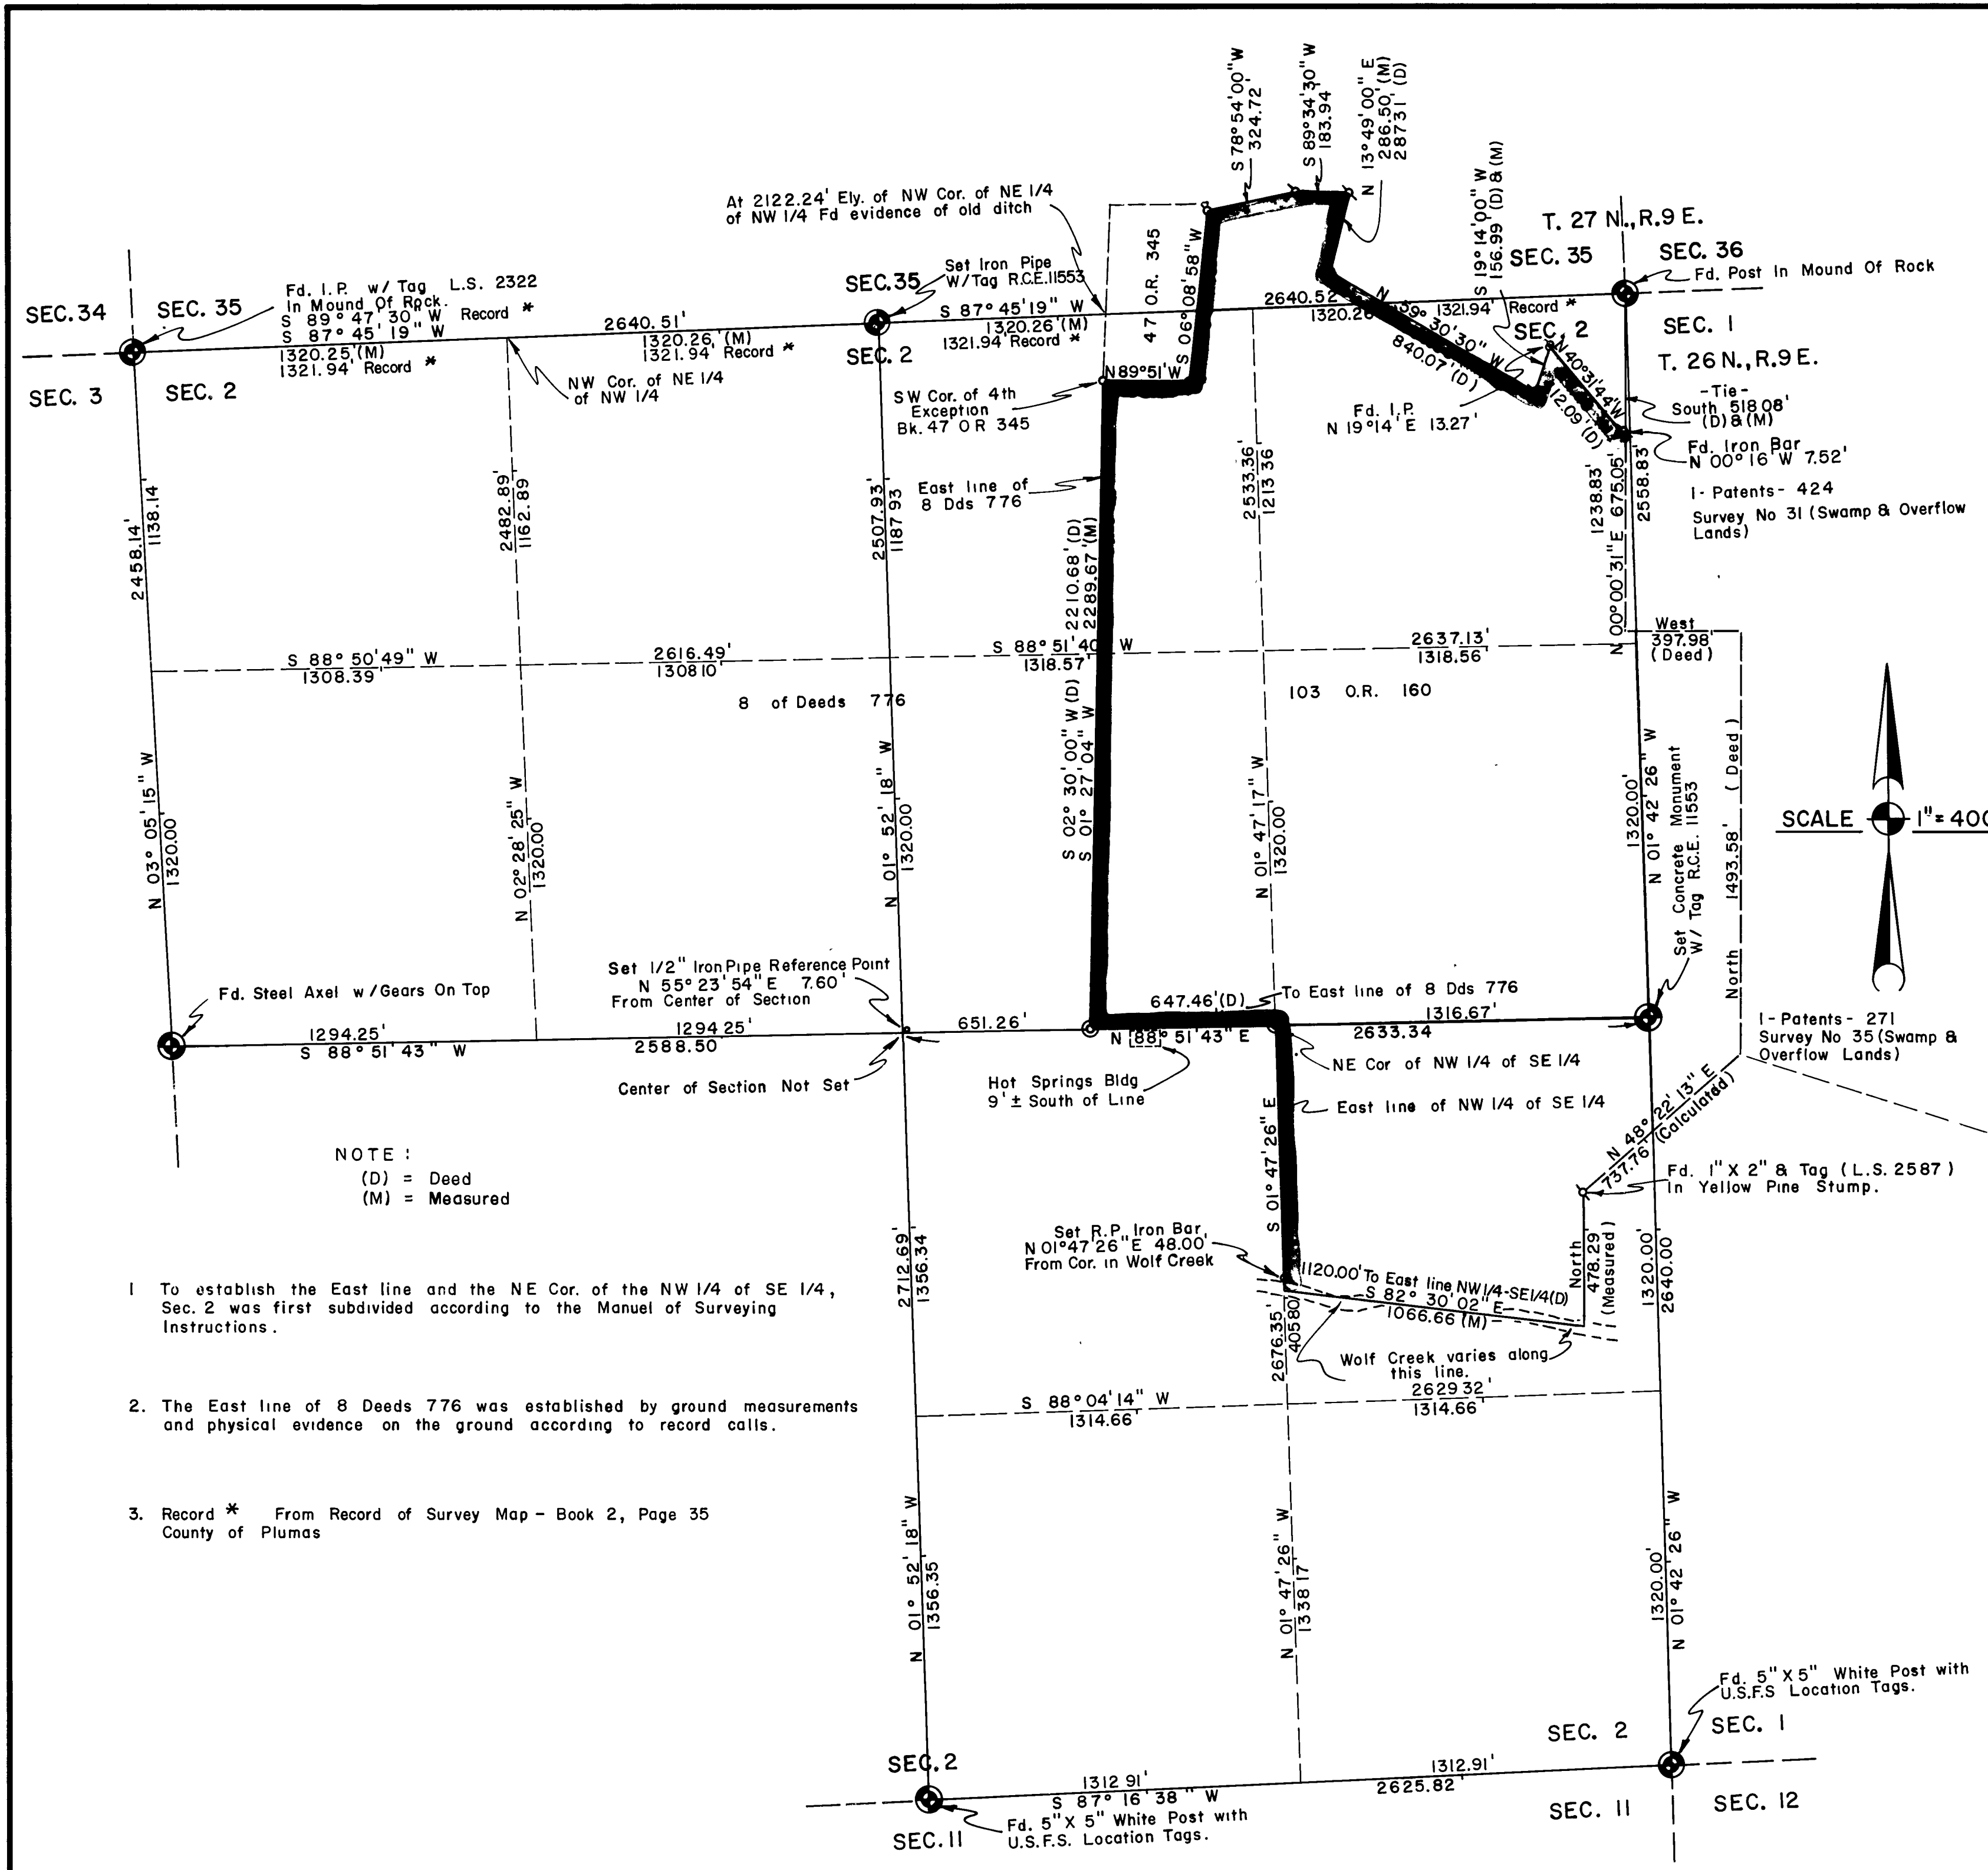 S 78°54'00" W
324.72'
S 89°34'30" W
183.94'
N 13°49'00" E
286.50'(M)
287 31' (D)
S 19°14'00" W
156.99 (D) & (M)
At 2122.24' Ely. of NW Cor. of NE 1/4
of NW 1/4 Fd evidence of old ditch
T. 27 N., R.9 E.
SEC. 35
SEC. 36
Fd. Post In Mound Of Rock
SEC. 34
SEC. 35
Fd. I.P. w/ Tag L.S. 2322
In Mound Of Rock.
S 89° 47' 30" W Record *
S 87° 45' 19" W
1320.25'(M)
1321.94' Record *
2640.51'
1320.26,'(M)
1321.94' Record *
SEC. 35
Set Iron Pipe
W/Tag R.C.E.11553
S 87°45'19" W
1320.26'(M)
1321.94' Record *
47 O.R. 345
S 06°08'58" W
2640.52'
1320.26'
1321.94' Record *
N 59°30'30" W
840.07' (D)
SEC. 2
SEC. 1
T. 26 N., R.9 E.
SEC. 3
SEC. 2
SEC. 2
NW Cor. of NE 1/4
of NW 1/4
N89°51'W
SW Cor. of 4th
Exception
Bk. 47 O R 345
Fd. I.P.
N 19°14' E 13.27'
N 40°31'44"W
12.09' (D)
-Tie-
South 518 08'
(D) & (M)
Fd. Iron Bar
N 00°16' W 7.52'
1- Patents- 424
Survey No 31 (Swamp & Overflow
Lands)
East line of
8 Dds 776
2458.14'
1138.14'
2482.89'
1162.89'
2507.93'
1187 93'
2210.68' (D)
2289.67' (M)
2533.36'
1213 36'
1238.83'
N 00°00'31" E 675.05'
2558.83'
West
397.98'
(Deed)
S 88° 50'49" W
1308.39'
2616.49'
1308 10'
S 88° 51' 40" W
1318.57'
2637.13'
1318.56'
8 of Deeds 776
103 O.R. 160
N 03° 05' 15" W
1320.00'
N 02° 28' 25" W
1320.00'
N 01° 52' 18" W
1320.00'
S 02° 30' 00" W (D)
S 01° 27' 04" W
N 01° 47' 17" W
1320.00'
1320.00'
N 01° 42' 26" W
Set Concrete Monument
W/ Tag R.C.E. 11553
North 1493.58' (Deed)
SCALE 1"=400
Fd. Steel Axel w/Gears On Top
Set 1/2" Iron Pipe Reference Point
N 55° 23' 54" E 7.60'
From Center of Section
647.46'(D)
To East line of 8 Dds 776
1294.25'
S 88° 51' 43" W
1294 25'
2588.50'
651.26'
N 88° 51' 43" E
1316.67'
2633.34
Center of Section Not Set
Hot Springs Bldg
9' ± South of Line
NE Cor of NW 1/4 of SE 1/4
East line of NW 1/4 of SE 1/4
1- Patents- 271
Survey No 35 (Swamp &
Overflow Lands)
NOTE :
(D) = Deed
(M) = Measured
S 01° 47'26" E
N 48° 22' 13" E
737.76' (Calculated)
Fd. 1" X 2" & Tag (L.S. 2587)
In Yellow Pine Stump.
Set R.P. Iron Bar
N 01°47'26" E 48.00'
From Cor. in Wolf Creek
North
478.29'
(Measured)
1120.00' To East line NW1/4-SE1/4(D)
S 82° 30' 02" E
1066.66 (M)
Wolf Creek varies along
this line.
2712.69'
1356.34'
2676.35'
40580'
1320.00'
2640.00'
1 To establish the East line and the NE Cor. of the NW 1/4 of SE 1/4,
Sec. 2 was first subdivided according to the Manuel of Surveying
Instructions.
2. The East line of 8 Deeds 776 was established by ground measurements
and physical evidence on the ground according to record calls.
S 88° 04' 14" W
1314.66'
2629 32'
1314.66'
3. Record * From Record of Survey Map - Book 2, Page 35
County of Plumas
N 01° 52' 18" W
1356.35'
N 01° 47' 26" W
1338 17'
1320.00'
N 01° 42' 26" W
Fd. 5" X 5" White Post with
U.S.F.S Location Tags.
SEC. 2
SEC. 2
SEC. 1
1312 91'
S 87° 16' 38" W
1312.91'
2625.82'
Fd. 5" X 5" White Post with
U.S.F.S. Location Tags.
SEC. 11
SEC. 11
SEC. 12